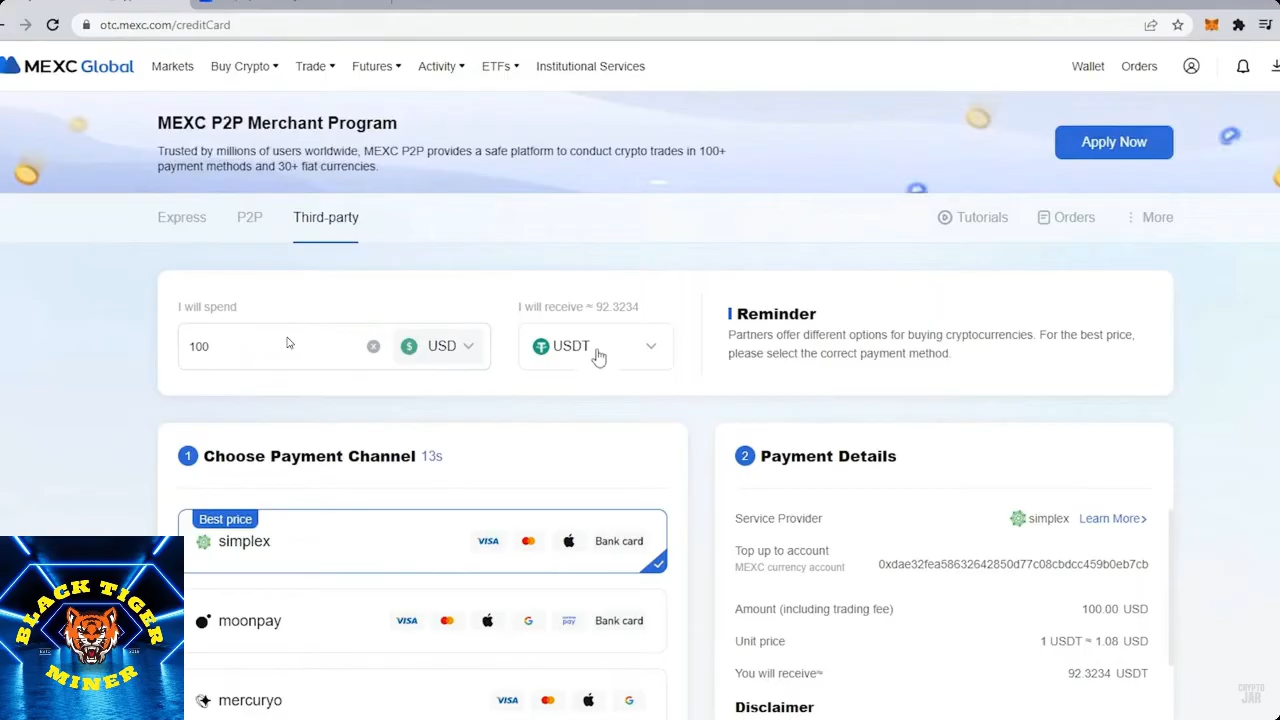 otc.mexc.com/creditCard
MEXC Global
Markets
Buy Crypto
Trade
Futures
Activity
ETFs
Institutional Services
Wallet
Orders
MEXC P2P Merchant Program
Trusted by millions of users worldwide, MEXC P2P provides a safe platform to conduct crypto trades in 100+
payment methods and 30+ fiat currencies.
Apply Now
Express
P2P
Third-party
Tutorials
Orders
More
I will spend
100
USD
I will receive ≈ 92.3234
USDT
Reminder
Partners offer different options for buying cryptocurrencies. For the best price,
please select the correct payment method.
1 Choose Payment Channel 13s
Best price
simplex
VISA
Bank card
moonpay
VISA
G
Bank card
mercuryo
VISA
G
2 Payment Details
Service Provider
simplex Learn More>
Top up to account
MEXC currency account
0xdae32fea58632642850d77c08cbdcc459b0eb7cb
Amount (including trading fee)
100.00 USD
Unit price
1 USDT ≈ 1.08 USD
You will receive≈
92.3234 USDT
Disclaimer
BLACK TIGER
MINER
CRYPTO
JAR